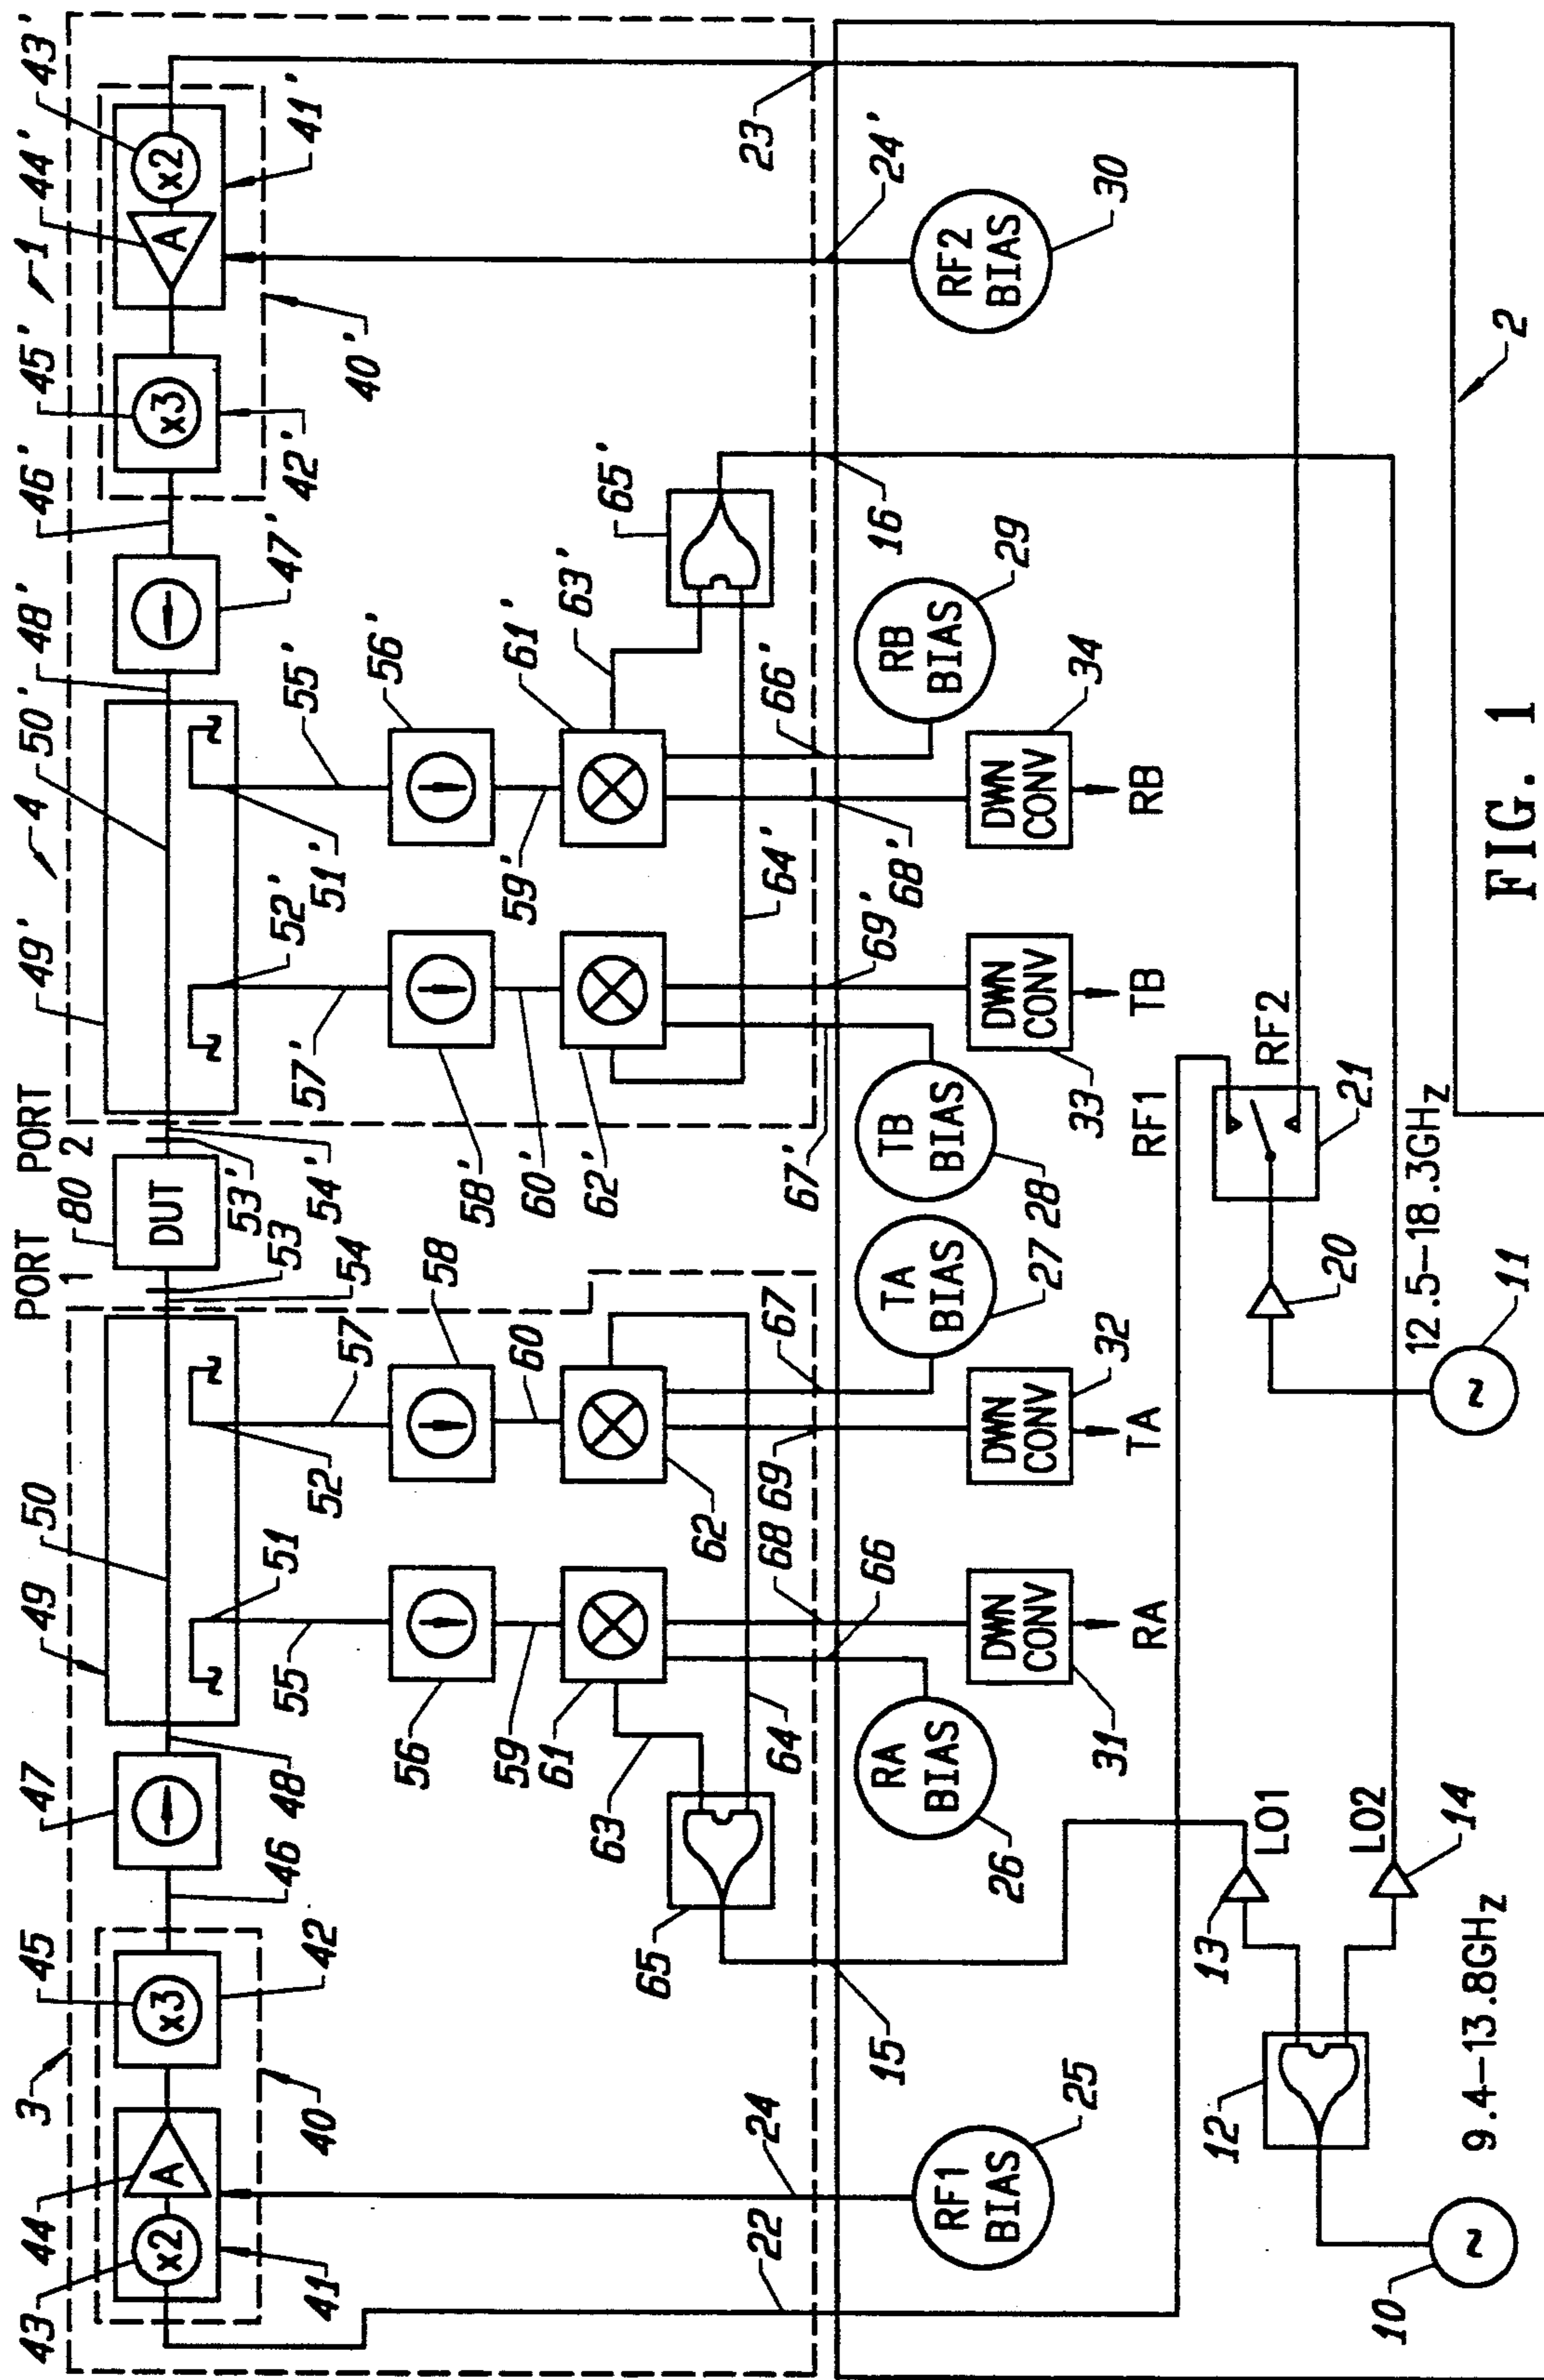 43
44
3
45
47
49
50
PORT 1
80
PORT 2
49'
4
50'
48'
46'
45'
1
44'
43'
x2
A
x3
DUT
x3
A
x2
41
40
42
46
48
51
52
53
54
53'
54'
52'
51'
47'
42'
40'
41'
55
57
57'
55'
56
58
58'
56'
59
60
60'
59'
61
62
62'
61'
63
63'
65
64
64'
65'
22
24
15
68
66
69
67
67'
69'
68'
66'
16
23
24'
RF1 BIAS
25
RA BIAS
26
TA BIAS
27
TB BIAS
28
RB BIAS
29
RF2 BIAS
30
DWN CONV
31
DWN CONV
32
DWN CONV
33
DWN CONV
34
RA
TA
TB
RB
RF1
RF2
12
13
LO1
LO2
14
20
21
10
9.4-13.8GHz
11
12.5-18.3GHz
2
FIG. 1